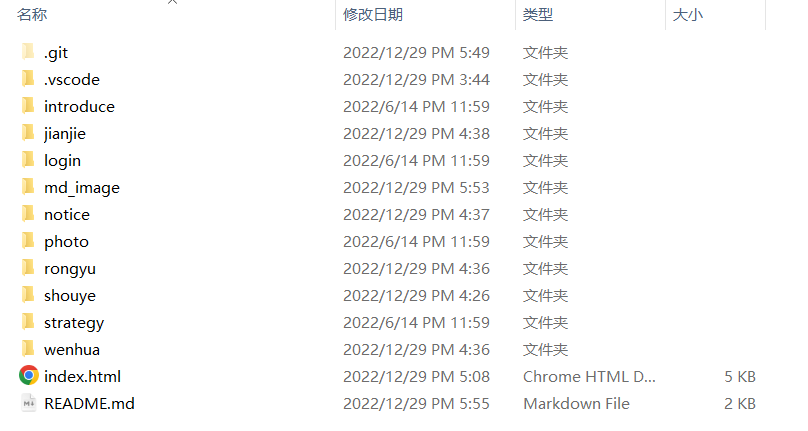 名称 修改日期 类型 大小
.git 2022/12/29 PM 5:49 文件夹
.vscode 2022/12/29 PM 3:44 文件夹
introduce 2022/6/14 PM 11:59 文件夹
jianjie 2022/12/29 PM 4:38 文件夹
login 2022/6/14 PM 11:59 文件夹
md_image 2022/12/29 PM 5:53 文件夹
notice 2022/12/29 PM 4:37 文件夹
photo 2022/6/14 PM 11:59 文件夹
rongyu 2022/12/29 PM 4:36 文件夹
shouye 2022/12/29 PM 4:26 文件夹
strategy 2022/6/14 PM 11:59 文件夹
wenhua 2022/12/29 PM 4:36 文件夹
index.html 2022/12/29 PM 5:08 Chrome HTML D... 5 KB
README.md 2022/12/29 PM 5:55 Markdown File 2 KB